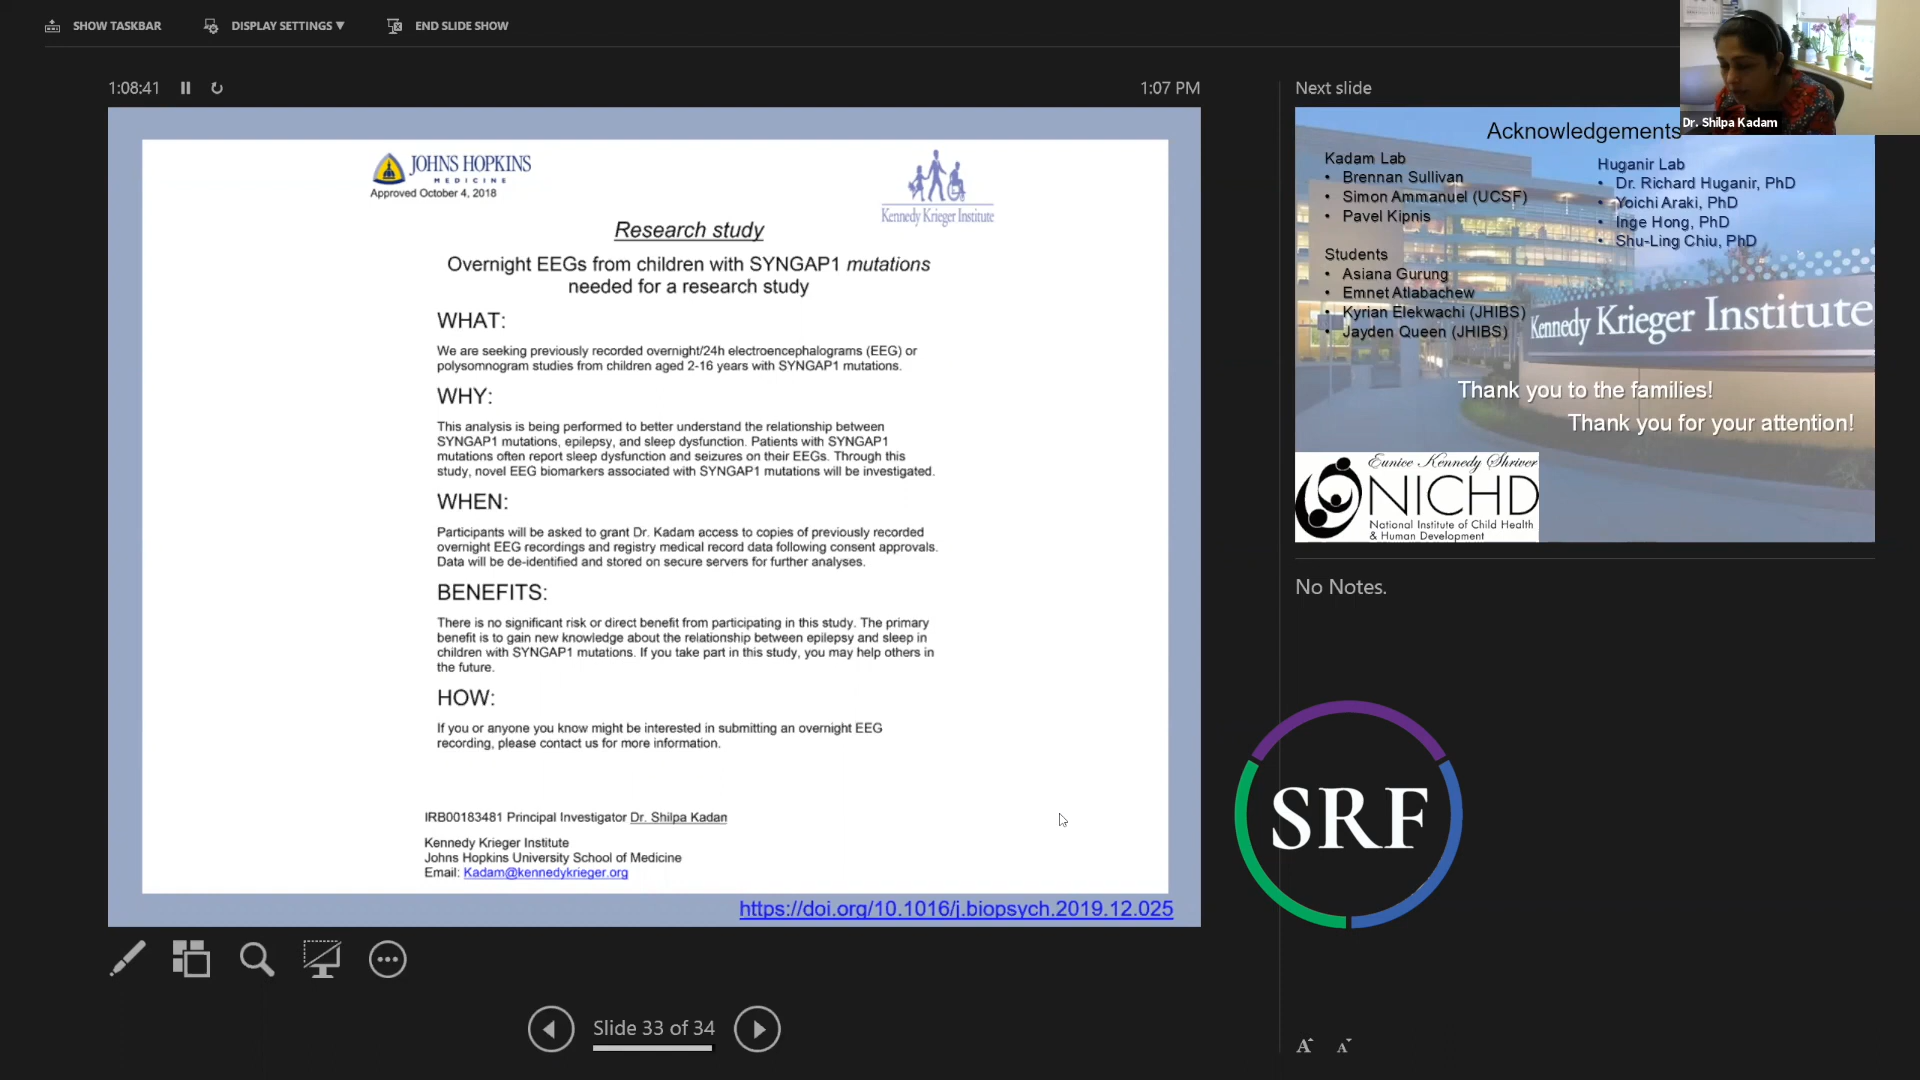 SHOW TASKBAR
DISPLAY SETTINGS ▼
END SLIDE SHOW
1:08:41
1:07 PM
JOHNS HOPKINS
MEDICINE
Approved October 4, 2018
Kennedy Krieger Institute
Research study
Overnight EEGs from children with SYNGAP1 mutations
needed for a research study
WHAT:
We are seeking previously recorded overnight/24h electroencephalograms (EEG) or
polysomnogram studies from children aged 2-16 years with SYNGAP1 mutations.
WHY:
This analysis is being performed to better understand the relationship between
SYNGAP1 mutations, epilepsy, and sleep dysfunction. Patients with SYNGAP1
mutations often report sleep dysfunction and seizures on their EEGs. Through this
study, novel EEG biomarkers associated with SYNGAP1 mutations will be investigated.
WHEN:
Participants will be asked to grant Dr. Kadam access to copies of previously recorded
overnight EEG recordings and registry medical record data following consent approvals.
Data will be de-identified and stored on secure servers for further analyses.
BENEFITS:
There is no significant risk or direct benefit from participating in this study. The primary
benefit is to gain new knowledge about the relationship between epilepsy and sleep in
children with SYNGAP1 mutations. If you take part in this study, you may help others in
the future.
HOW:
If you or anyone you know might be interested in submitting an overnight EEG
recording, please contact us for more information.
IRB00183481 Principal Investigator Dr. Shilpa Kadan
Kennedy Krieger Institute
Johns Hopkins University School of Medicine
Email: Kadam@kennedykrieger.org
https://doi.org/10.1016/j.biopsych.2019.12.025
Slide 33 of 34
Next slide
Dr. Shilpa Kadam
Acknowledgements
Kadam Lab
• Brennan Sullivan
• Simon Ammanuel (UCSF)
• Pavel Kipnis
Students
• Asiana Gurung
• Emnet Atlabachew
• Kyrian Elekwachi (JHIBS)
• Jayden Queen (JHIBS)
Huganir Lab
• Dr. Richard Huganir, PhD
• Yoichi Araki, PhD
• Inge Hong, PhD
• Shu-Ling Chiu, PhD
Kennedy Krieger Institute
Thank you to the families!
Thank you for your attention!
Eunice Kennedy Shriver
NICHD
National Institute of Child Health
& Human Development
No Notes.
SRF
A A